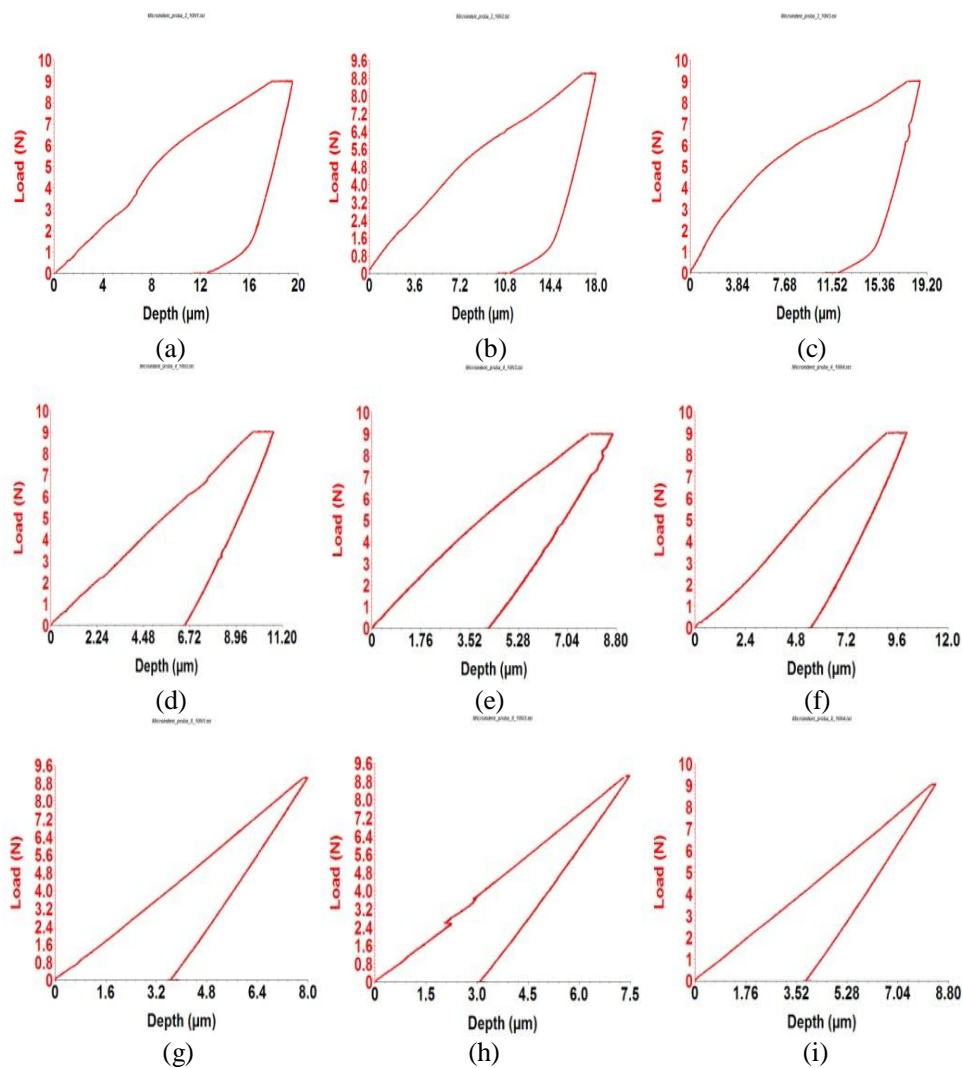 Microindent_proba_2_10N1.txt Microindent_proba_2_10N2.txt Microindent_proba_2_10N3.txt
10
9
8
7
6
5
4
3
2
1
0
Load (N)
0 4 8 12 16 20
Depth (µm)
(a)
9.6
8.8
8.0
7.2
6.4
5.6
4.8
4.0
3.2
2.4
1.6
0.8
0
Load (N)
0 3.6 7.2 10.8 14.4 18.0
Depth (µm)
(b)
10
9
8
7
6
5
4
3
2
1
0
Load (N)
0 3.84 7.68 11.52 15.36 19.20
Depth (µm)
(c)
10
9
8
7
6
5
4
3
2
1
0
Load (N)
0 2.24 4.48 6.72 8.96 11.20
Depth (µm)
(d)
10
9
8
7
6
5
4
3
2
1
0
Load (N)
0 1.76 3.52 5.28 7.04 8.80
Depth (µm)
(e)
10
9
8
7
6
5
4
3
2
1
0
Load (N)
0 2.4 4.8 7.2 9.6 12.0
Depth (µm)
(f)
9.6
8.8
8.0
7.2
6.4
5.6
4.8
4.0
3.2
2.4
1.6
0.8
0
Load (N)
0 1.6 3.2 4.8 6.4 8.0
Depth (µm)
(g)
9.6
8.8
8.0
7.2
6.4
5.6
4.8
4.0
3.2
2.4
1.6
0.8
0
Load (N)
0 1.5 3.0 4.5 6.0 7.5
Depth (µm)
(h)
10
9
8
7
6
5
4
3
2
1
0
Load (N)
0 1.76 3.52 5.28 7.04 8.80
Depth (µm)
(i)